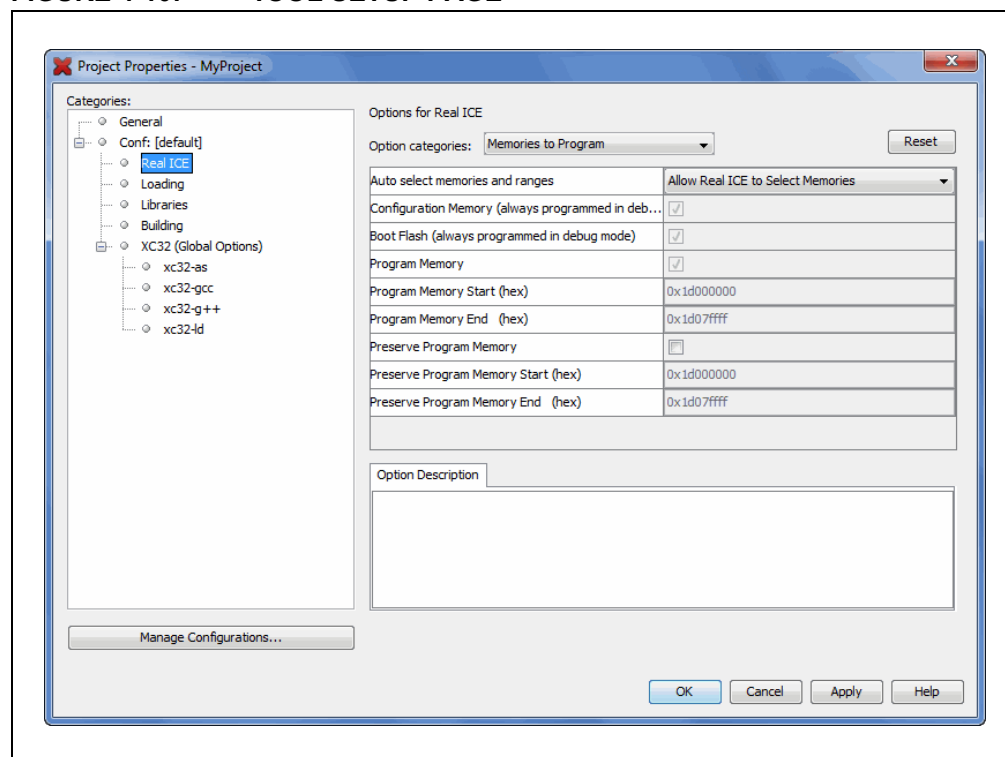 Project Properties - MyProject
Categories:
General
Conf: [default]
Real ICE
Loading
Libraries
Building
XC32 (Global Options)
xc32-as
xc32-gcc
xc32-g++
xc32-ld
Manage Configurations...
Options for Real ICE
Option categories: Memories to Program Reset
Auto select memories and ranges Allow Real ICE to Select Memories
Configuration Memory (always programmed in deb...
Boot Flash (always programmed in debug mode)
Program Memory
Program Memory Start (hex) 0x1d000000
Program Memory End (hex) 0x1d07ffff
Preserve Program Memory
Preserve Program Memory Start (hex) 0x1d000000
Preserve Program Memory End (hex) 0x1d07ffff
Option Description
OK Cancel Apply Help